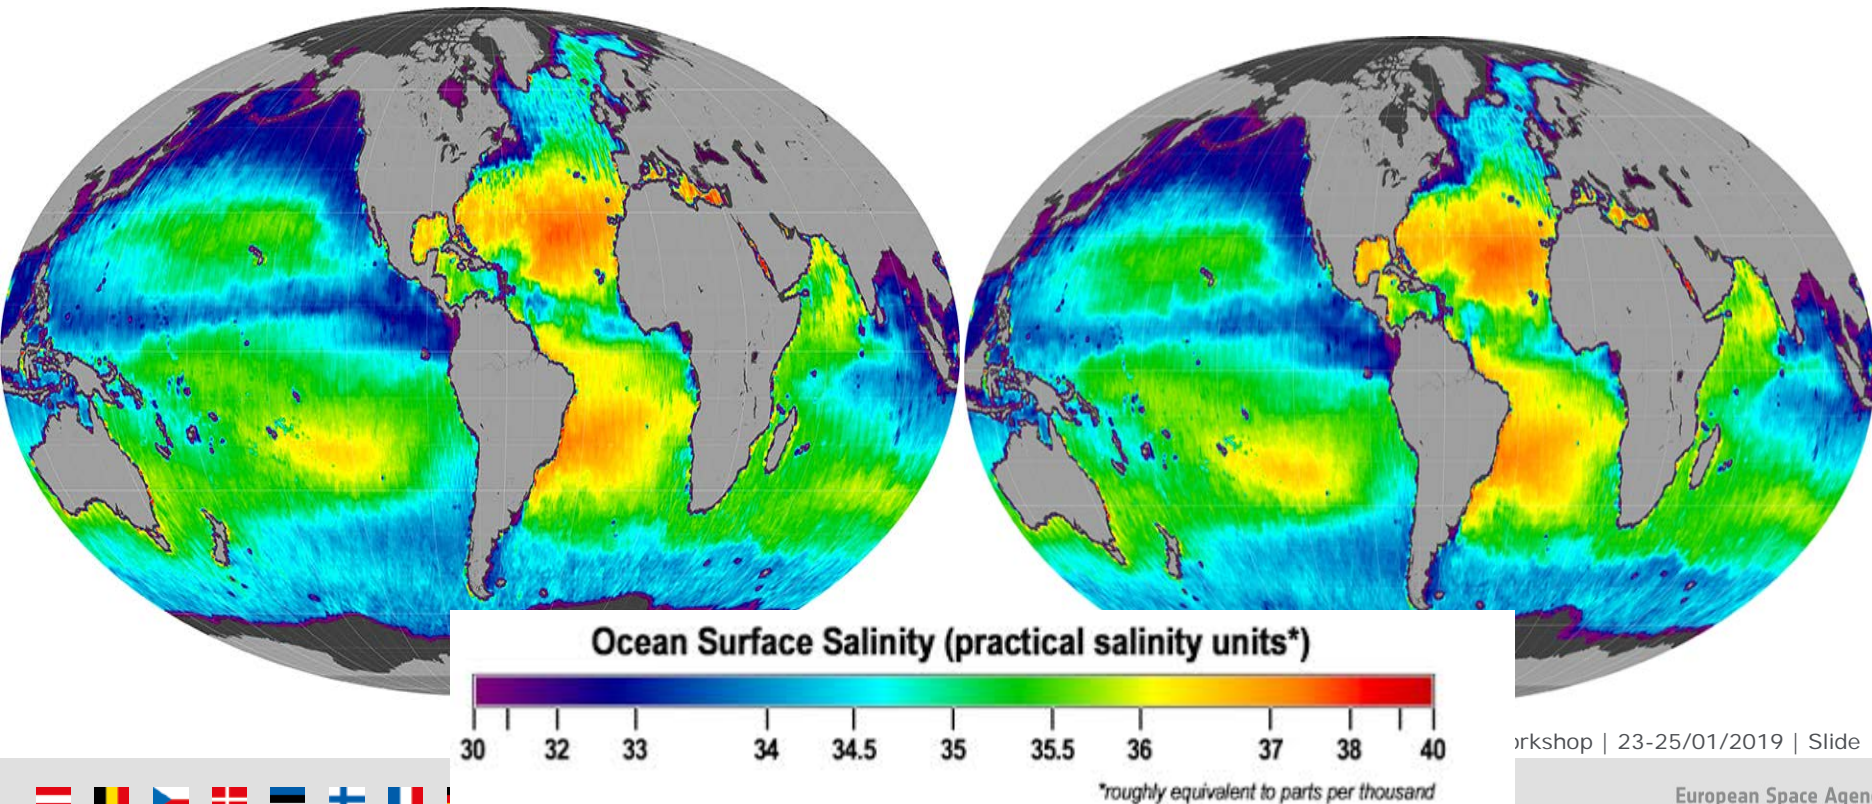 Ocean Surface Salinity (practical salinity units*)
30 32 33 34 34.5 35 35.5 36 37 38 40
*roughly equivalent to parts per thousand
orkshop | 23-25/01/2019 | Slide
European Space Agen